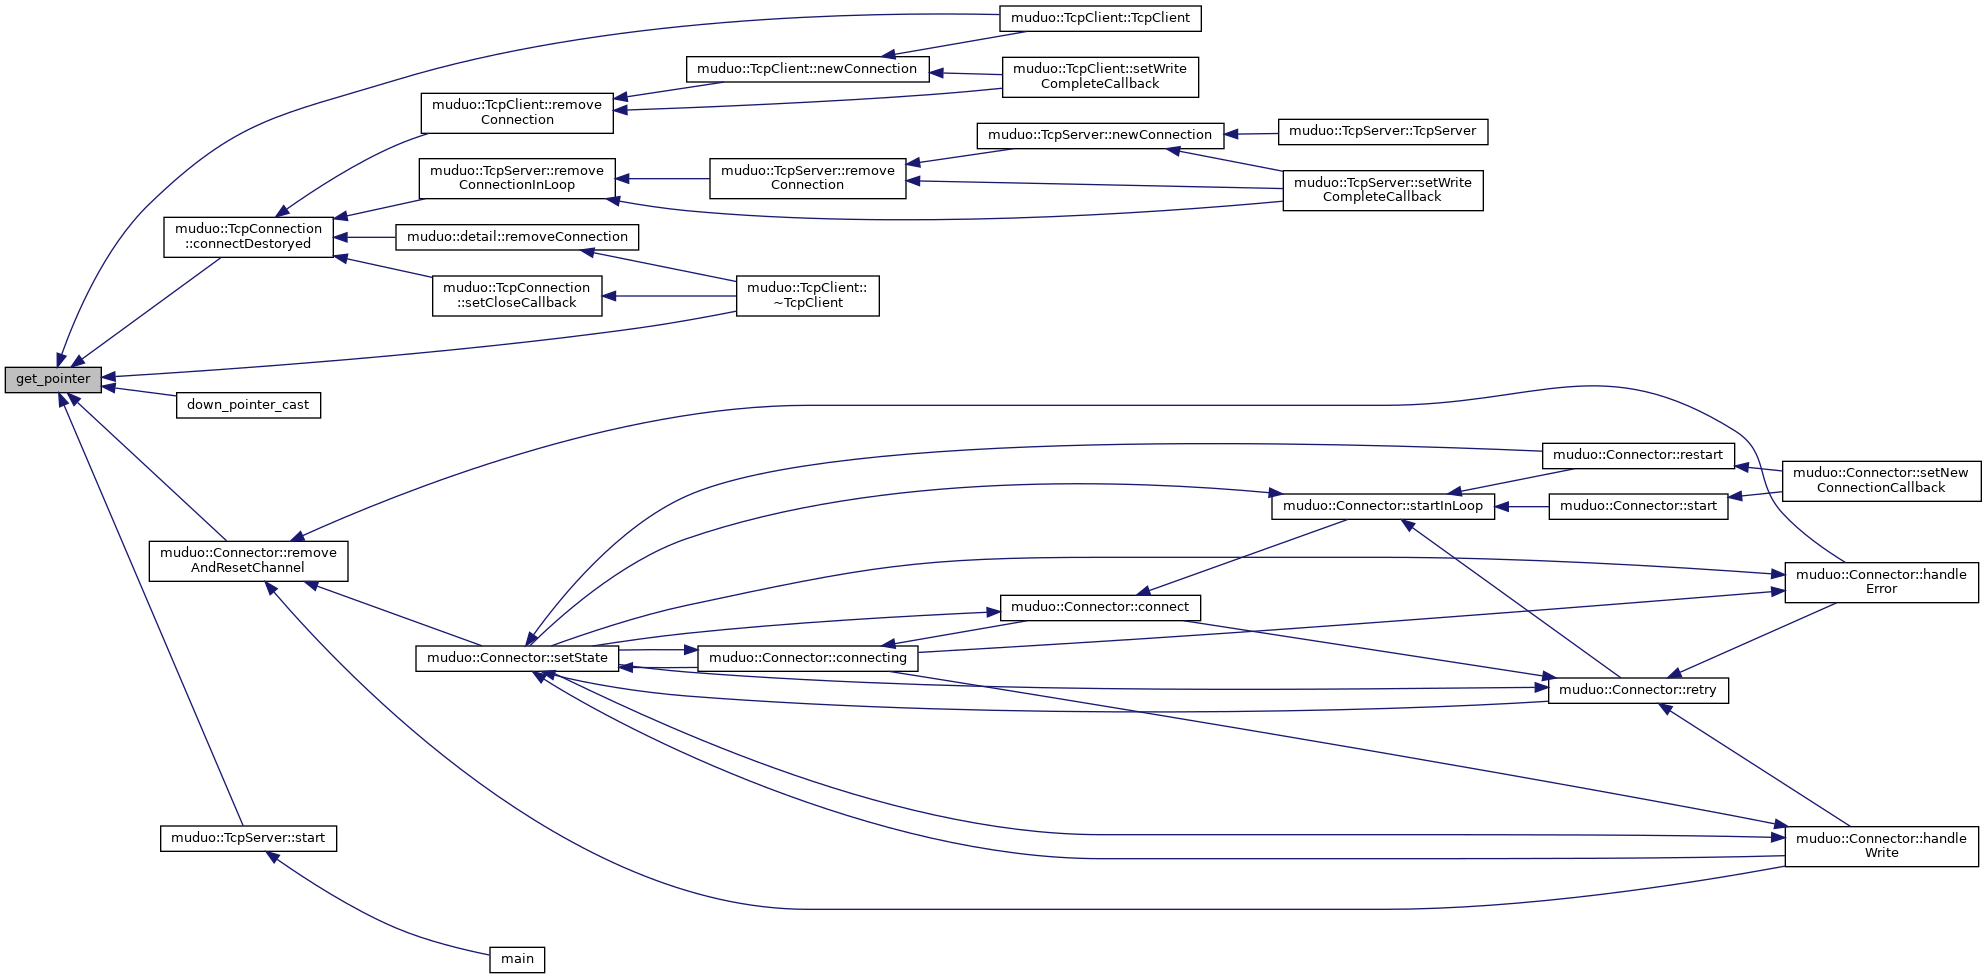 muduo::TcpClient::TcpClient
muduo::TcpClient::newConnection
muduo::TcpClient::setWrite
CompleteCallback
muduo::TcpClient::remove
Connection
muduo::TcpServer::newConnection
muduo::TcpServer::TcpServer
muduo::TcpServer::remove
ConnectionInLoop
muduo::TcpServer::remove
Connection
muduo::TcpServer::setWrite
CompleteCallback
muduo::TcpConnection
::connectDestoryed
muduo::detail::removeConnection
muduo::TcpConnection
::setCloseCallback
muduo::TcpClient::
~TcpClient
get_pointer
down_pointer_cast
muduo::Connector::restart
muduo::Connector::setNew
ConnectionCallback
muduo::Connector::startInLoop
muduo::Connector::start
muduo::Connector::remove
AndResetChannel
muduo::Connector::handle
Error
muduo::Connector::connect
muduo::Connector::setState
muduo::Connector::connecting
muduo::Connector::retry
muduo::TcpServer::start
muduo::Connector::handle
Write
main